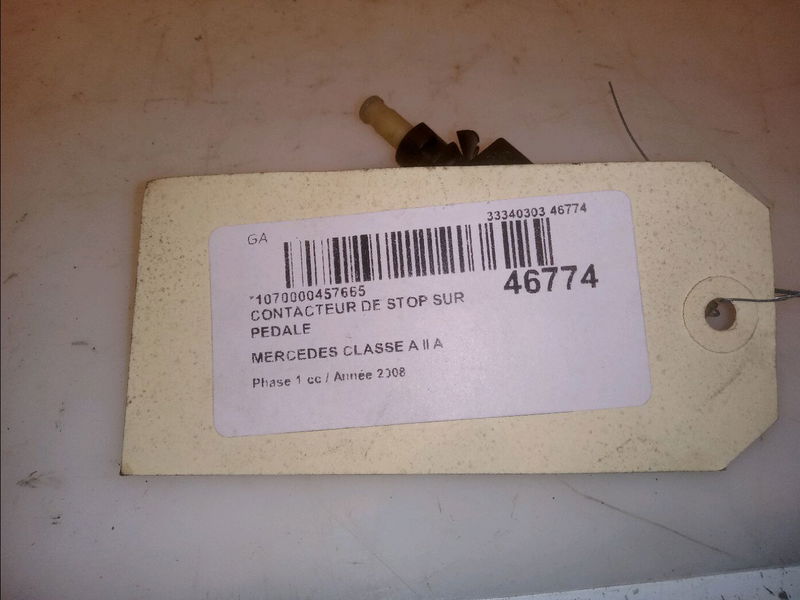 GA
33340303 46774
*1070000457665
46774
CONTACTEUR DE STOP SUR
PEDALE
MERCEDES CLASSE A II A
Phase 1 cc / Année 2008